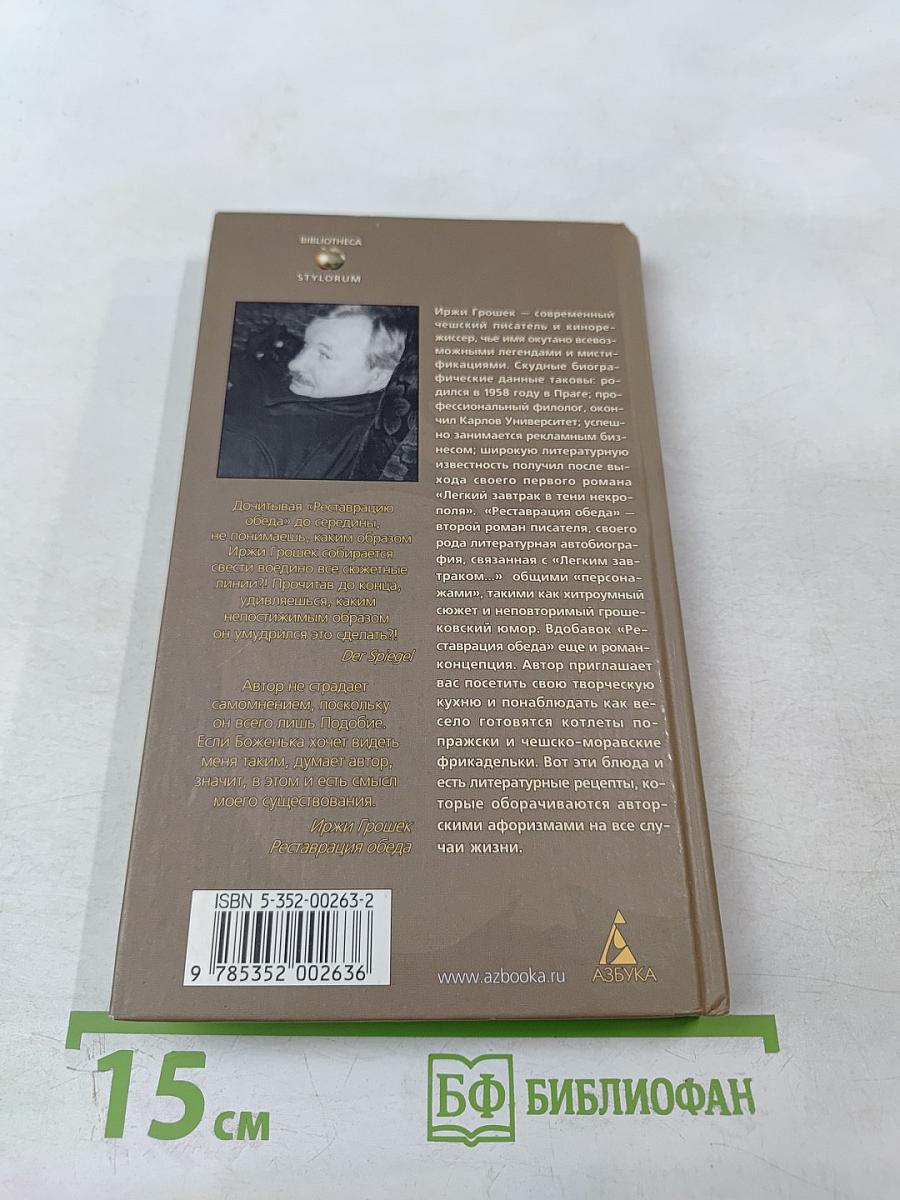 BIBLIOTHECA
STYLORUM
Иржи Грошек — современный
чешский писатель и киноре-
жиссер, чье имя окутано всевоз-
можными легендами и мисти-
фикациями. Скудные биогра-
фические данные таковы: ро-
дился в 1958 году в Праге; про-
фессиональный филолог, окон-
чил Карлов Университет; успеш-
но занимается рекламным биз-
несом; широкую литературную
известность получил после вы-
хода своего первого романа
«Легкий завтрак в тени некро-
поля». «Реставрация обеда» —
второй роман писателя, своего
рода литературная автобиогра-
фия, связанная с «Легким зав-
траком...» общими «персона-
жами», такими как хитроумный
сюжет и неповторимый гроше-
ковский юмор. Вдобавок «Ре-
ставрация обеда» еще и роман-
концепция. Автор приглашает
вас посетить свою творческую
кухню и понаблюдать как ве-
село готовятся котлеты по-
пражски и чешско-моравские
фрикадельки. Вот эти блюда и
есть литературные рецепты, ко-
торые оборачиваются автор-
скими афоризмами на все слу-
чаи жизни.
Дочитывая «Реставрацию
обеда» до середины,
не понимаешь, каким образом
Иржи Грошек собирается
свести воедино все сюжетные
линии?! Прочитав до конца,
удивляешься, каким
непостижимым образом
он умудрился это сделать?!
Der Spiegel
Автор не страдает
самомнением, поскольку
он всего лишь Подобие.
Если Боженька хочет видеть
меня таким, думает автор,
значит, в этом и есть смысл
моего существования.
Иржи Грошек
Реставрация обеда
ISBN 5-352-00263-2
9 785352 002636
www.azbooka.ru
АЗБУКА
15 см
БФ БИБЛИОФАН